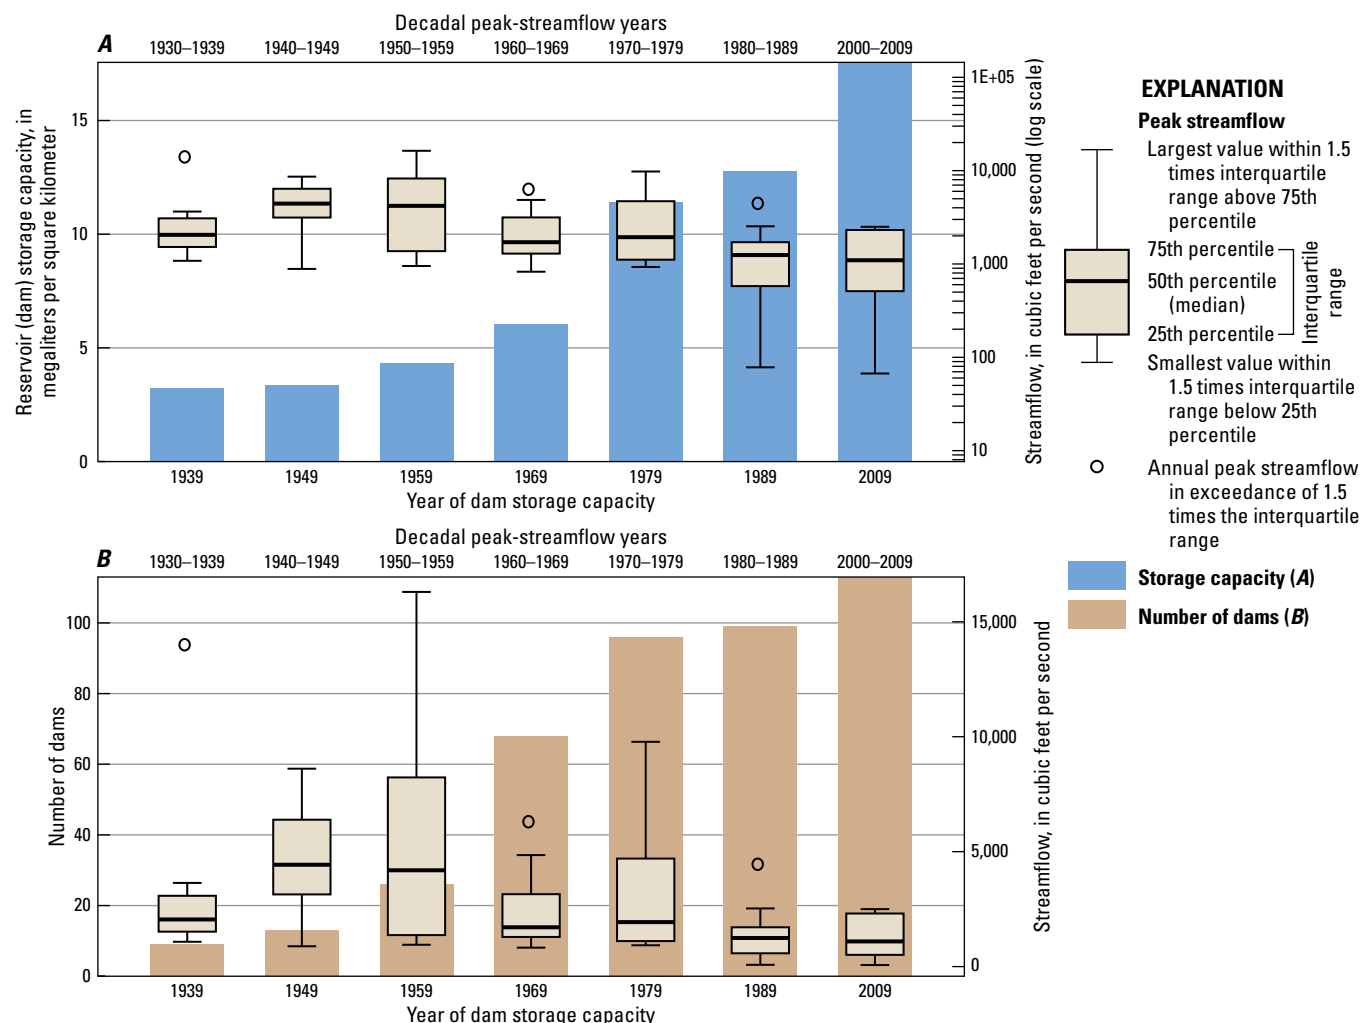 Decadal peak-streamflow years
A
1930–1939 1940–1949 1950–1959 1960–1969 1970–1979 1980–1989 2000–2009
Reservoir (dam) storage capacity, in
megaliters per square kilometer
15
10
5
0
1E+05
10,000
1,000
100
10
Streamflow, in cubic feet per second (log scale)
1939 1949 1959 1969 1979 1989 2009
Year of dam storage capacity
Decadal peak-streamflow years
B
1930–1939 1940–1949 1950–1959 1960–1969 1970–1979 1980–1989 2000–2009
Number of dams
100
80
60
40
20
0
15,000
10,000
5,000
0
Streamflow, in cubic feet per second
1939 1949 1959 1969 1979 1989 2009
Year of dam storage capacity
EXPLANATION
Peak streamflow
Largest value within 1.5
times interquartile
range above 75th
percentile
75th percentile
50th percentile
(median)
25th percentile
Interquartile
range
Smallest value within
1.5 times interquartile
range below 25th
percentile
Annual peak streamflow
in exceedance of 1.5
times the interquartile
range
Storage capacity (A)
Number of dams (B)